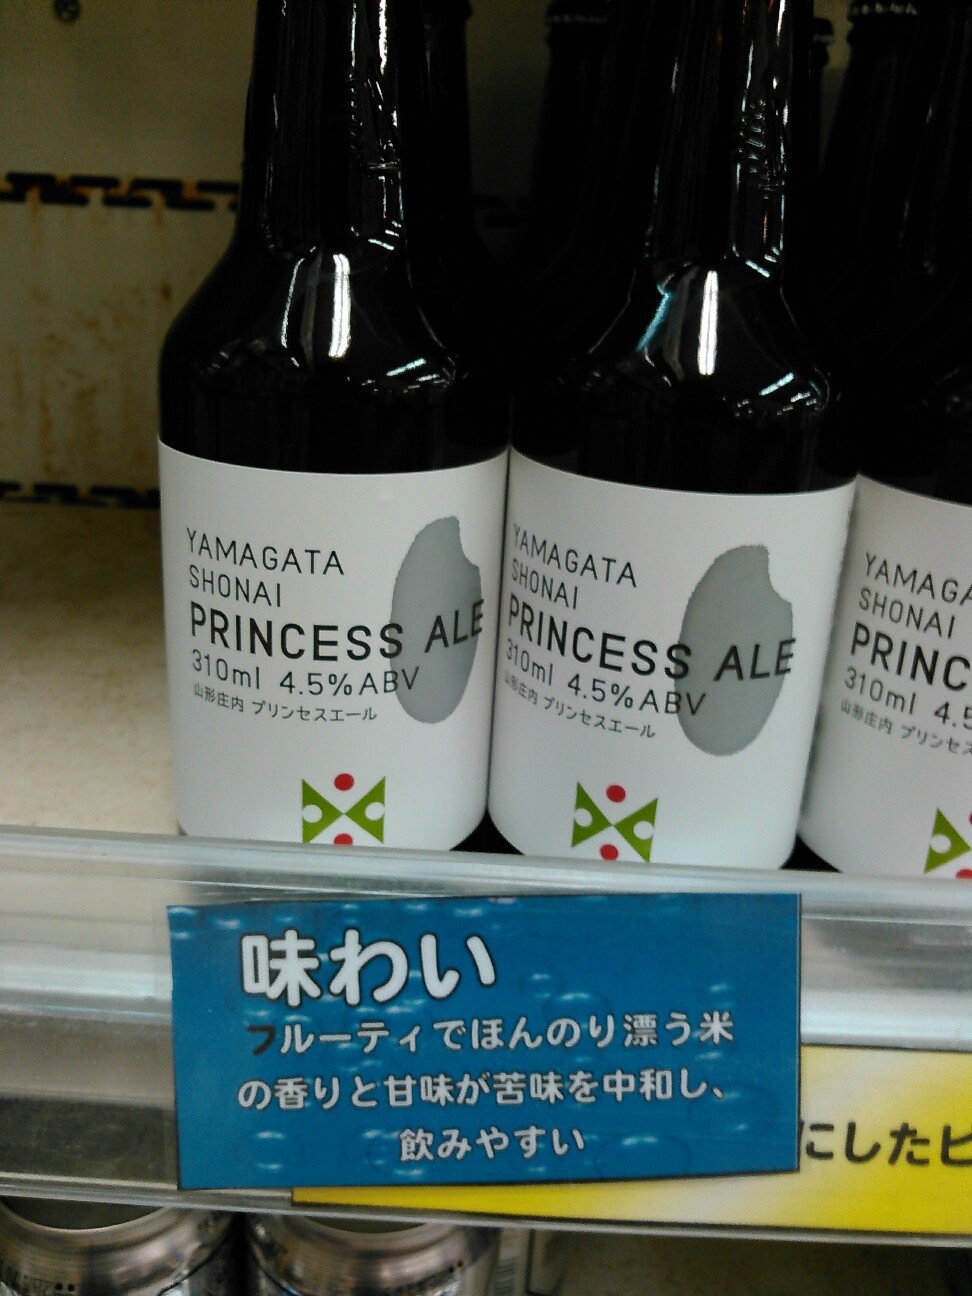 YAMAGATA
SHONAI
PRINCESS ALE
310ml 4.5%ABV
山形庄内 プリンセスエール
YAMAGATA
SHONAI
PRINCESS ALE
310ml 4.5%ABV
山形庄内 プリンセスエール
YAMAGA
SHONAI
PRINC
310ml 4.5
山形庄内 プリンセス
味わい
フルーティでほんのり漂う米
の香りと甘味が苦味を中和し、
飲みやすい
にしたビ